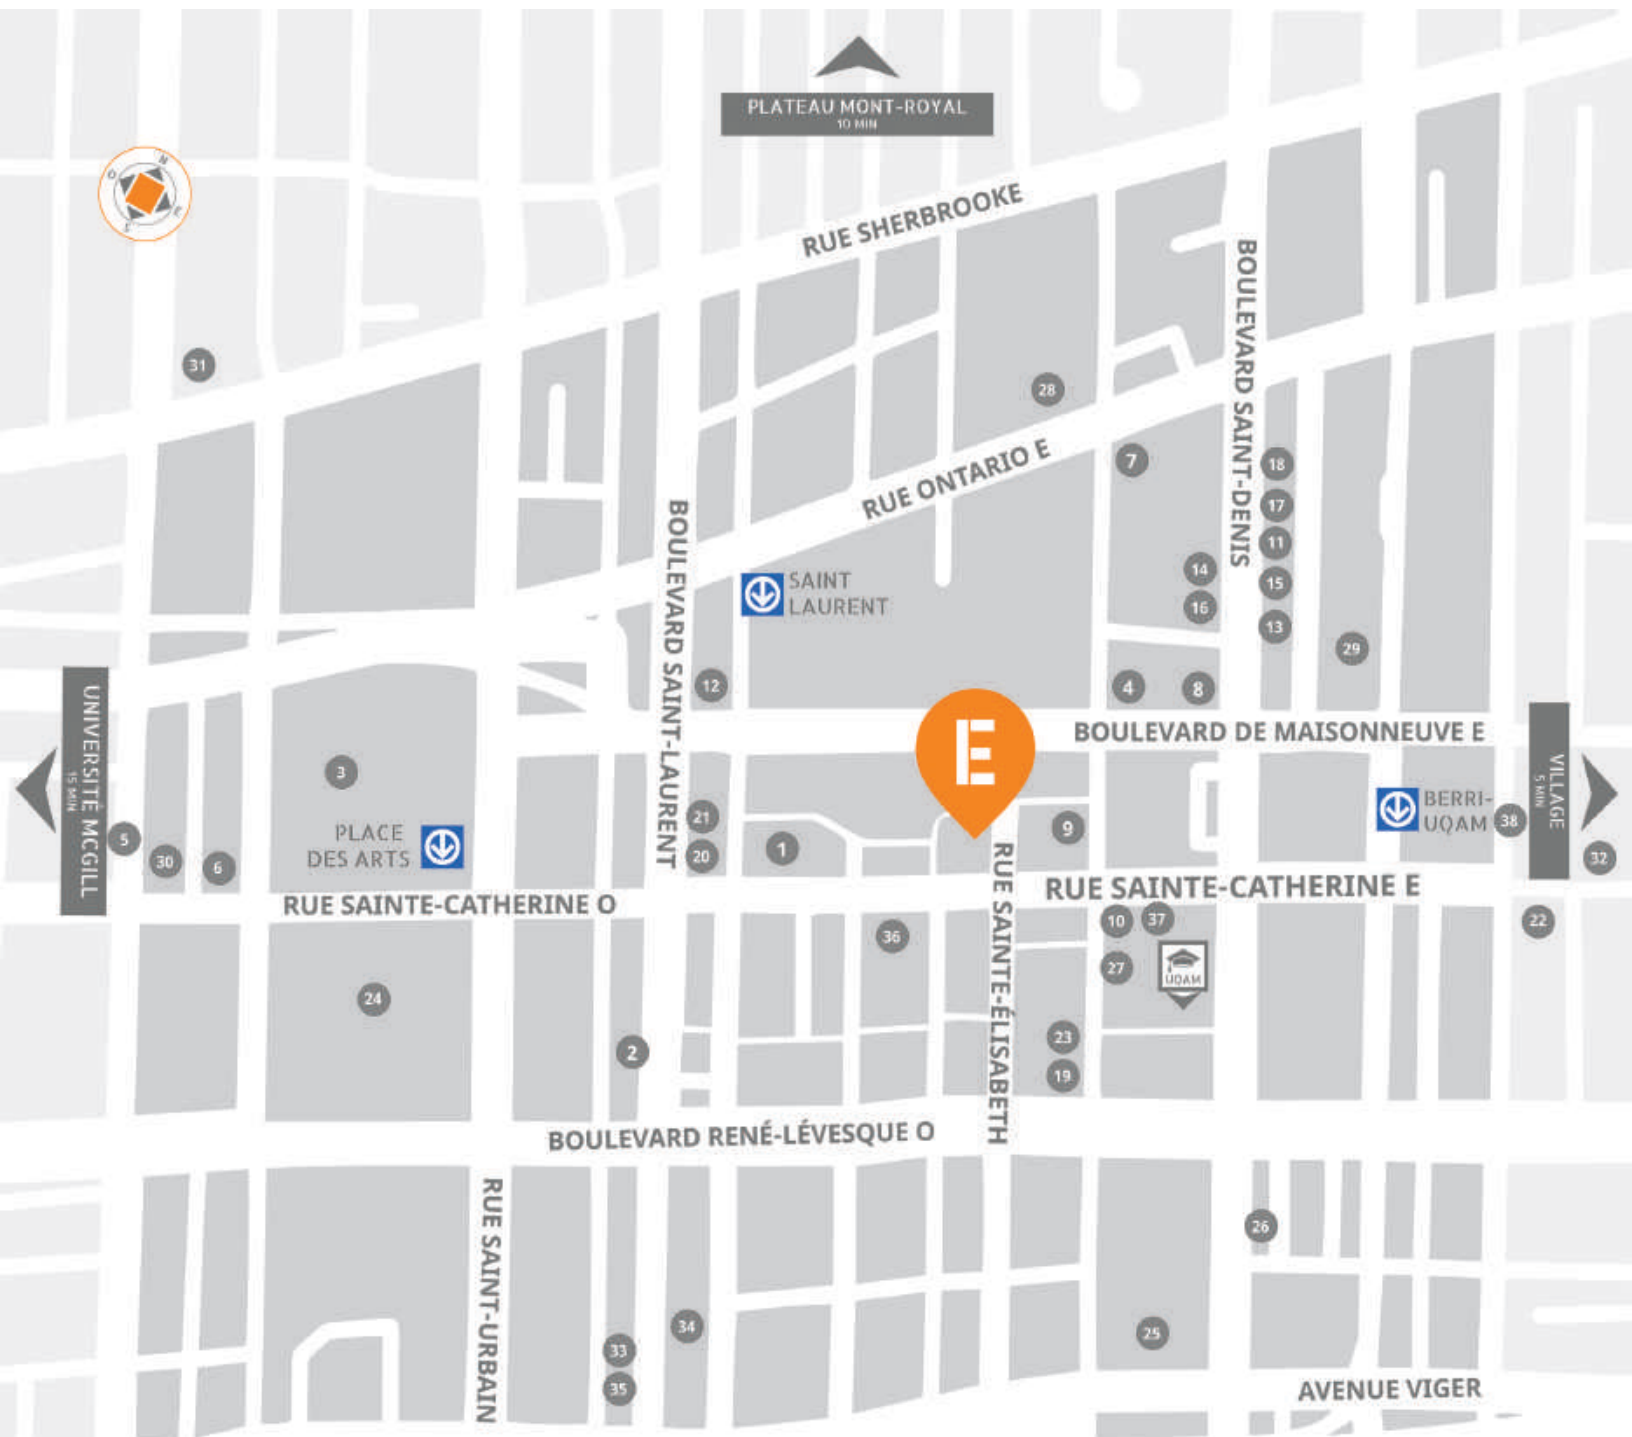 PLATEAU MONT-ROYAL
10 MIN
N
O
E
S
RUE SHERBROOKE
BOULEVARD SAINT-DENIS
31
28
7
18
RUE ONTARIO E
17
11
BOULEVARD SAINT-LAURENT
SAINT
LAURENT
14
15
16
13
29
12
4
8
E
BOULEVARD DE MAISONNEUVE E
UNIVERSITÉ MCGILL
15 MIN
3
VILLAGE
5 MIN
BERRI-
UQAM
38
PLACE
DES ARTS
5
30
6
21
20
1
9
32
RUE SAINTE-CATHERINE O
RUE SAINTE-CATHERINE E
RUE SAINTE-ÉLISABETH
36
10
37
22
27
UQAM
24
2
23
19
BOULEVARD RENÉ-LÉVESQUE O
RUE SAINT-URBAIN
26
34
25
33
35
AVENUE VIGER